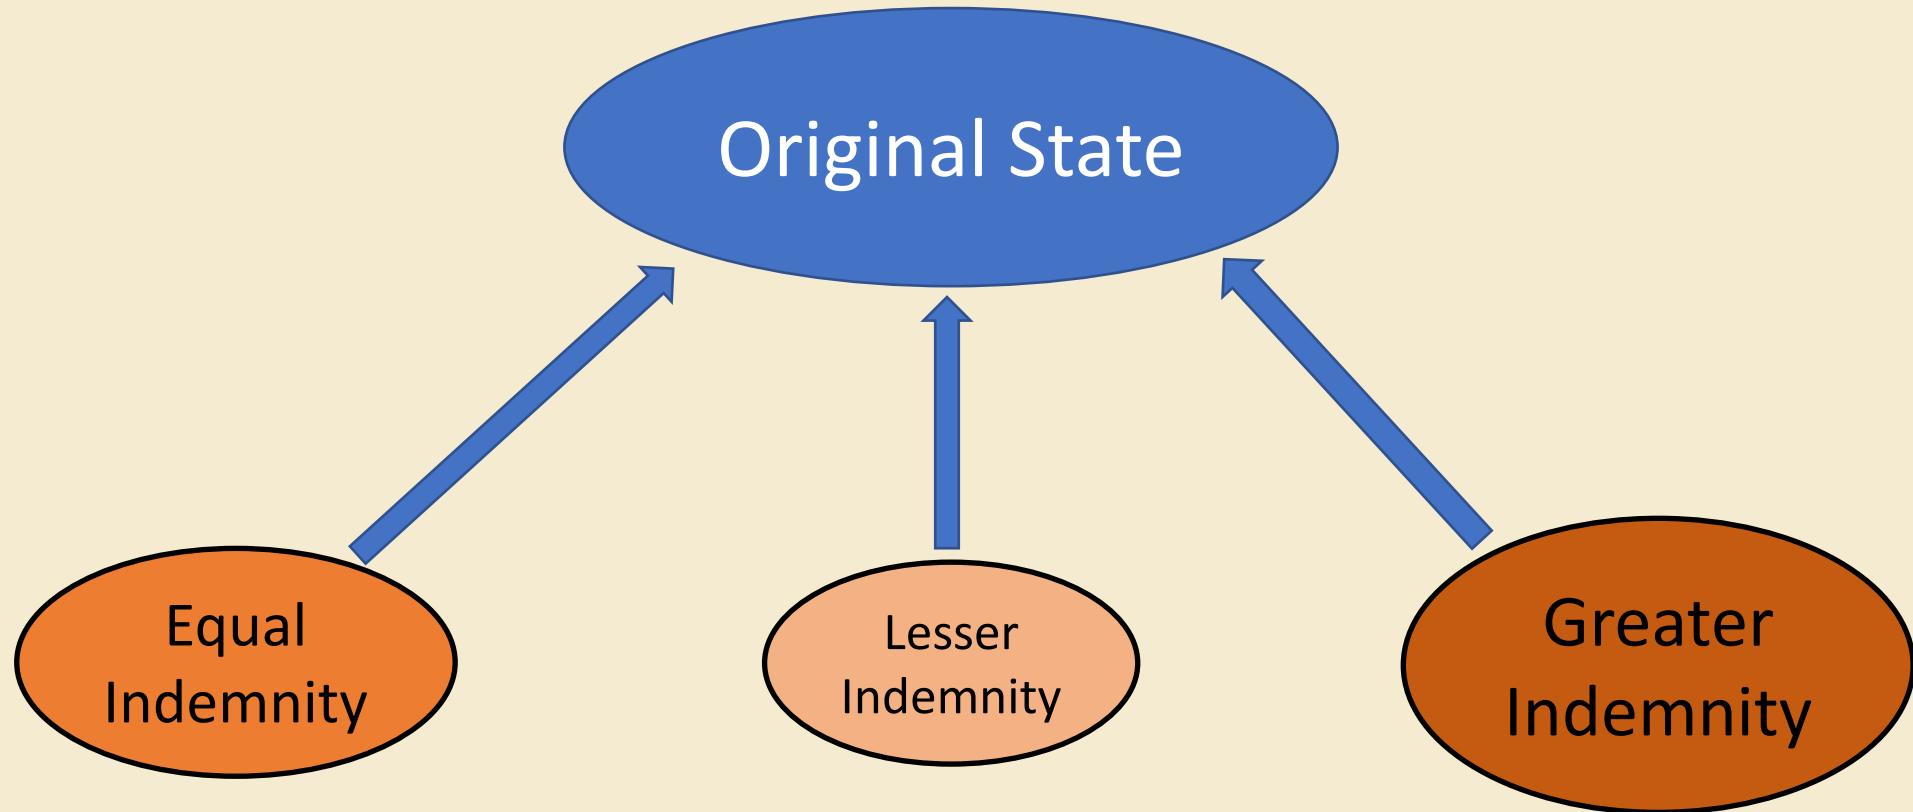 Original State
Equal
Indemnity
Lesser
Indemnity
Greater
Indemnity